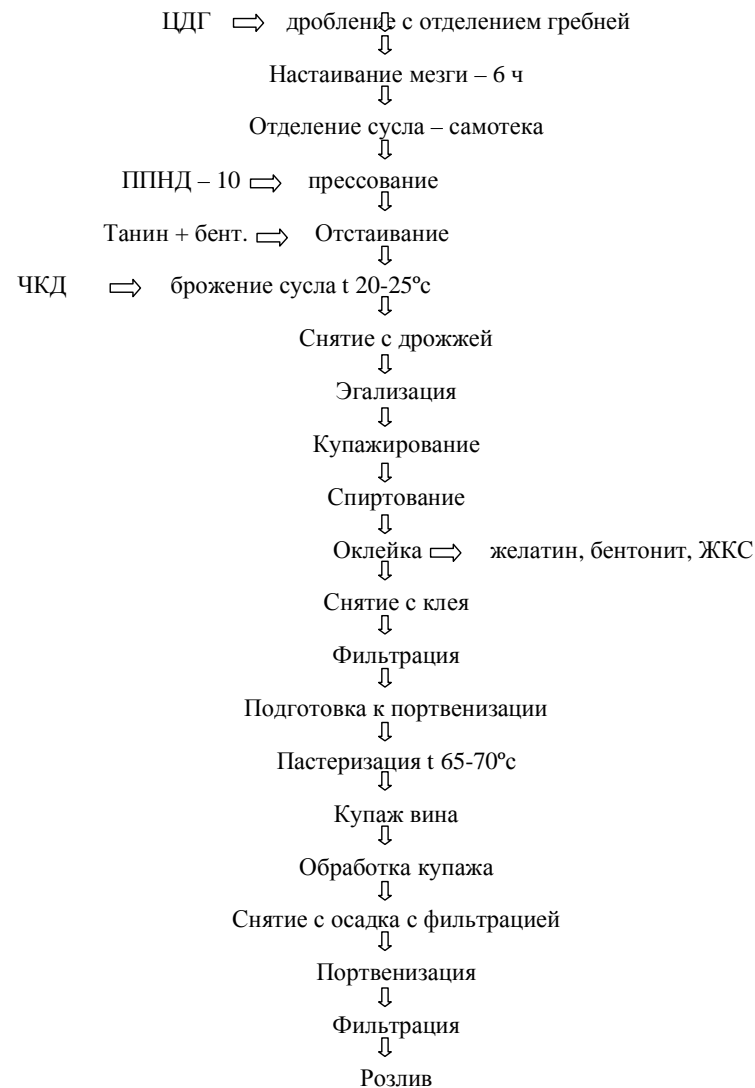 ЦДГ ⇨ дробление с отделением гребней
Настаивание мезги – 6 ч
Отделение сусла – самотека
ППНД – 10 ⇨ прессование
Танин + бент. ⇨ Отстаивание
ЧКД ⇨ брожение сусла t 20-25ºс
Снятие с дрожжей
Эгализация
Купажирование
Спиртование
Оклейка ⇨ желатин, бентонит, ЖКС
Снятие с клея
Фильтрация
Подготовка к портвенизации
Пастеризация t 65-70ºс
Купаж вина
Обработка купажа
Снятие с осадка с фильтрацией
Портвенизация
Фильтрация
Розлив